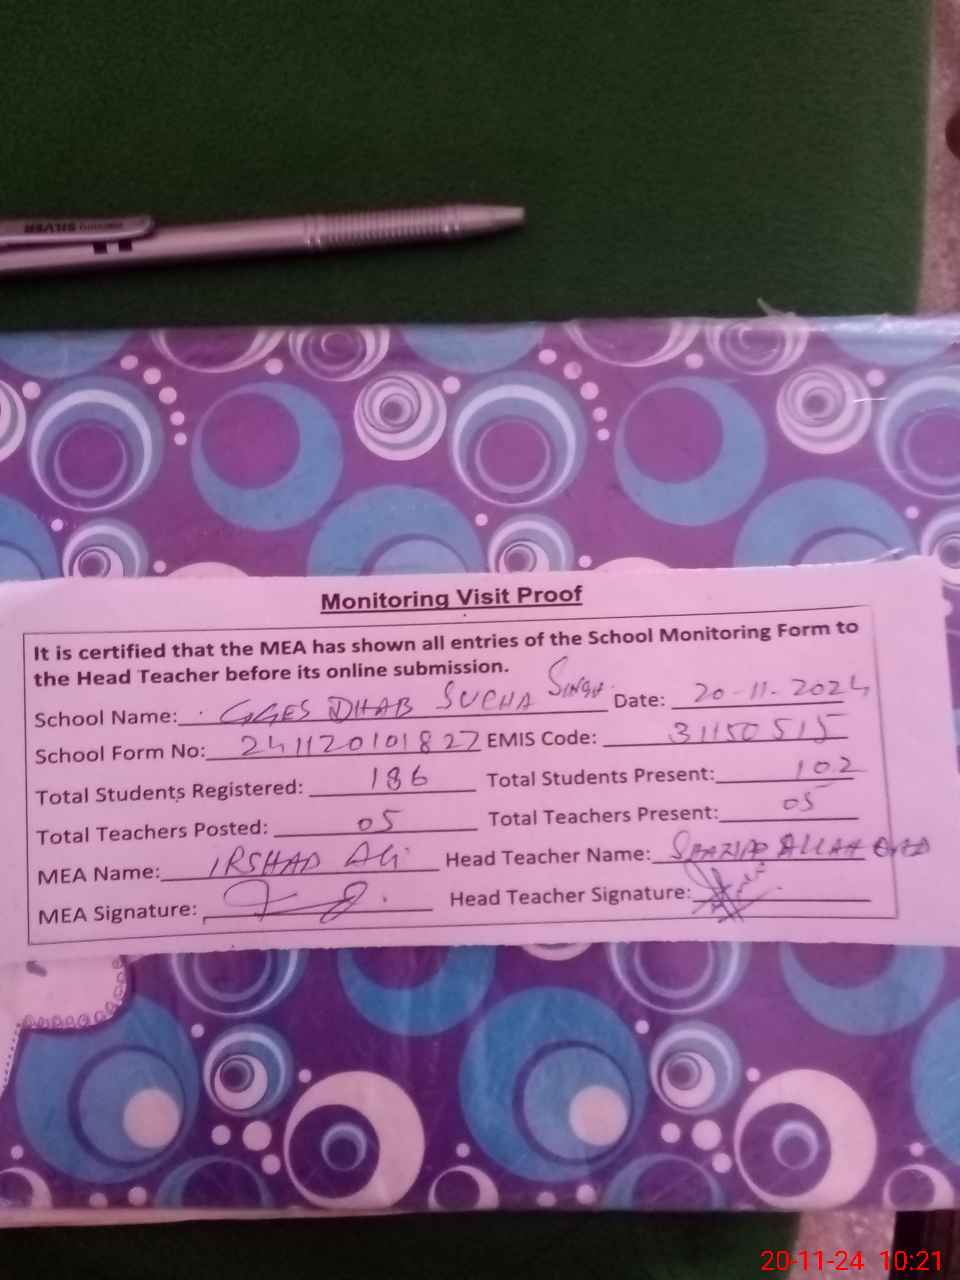 SILVER
Monitoring Visit Proof
It is certified that the MEA has shown all entries of the School Monitoring Form to
the Head Teacher before its online submission.
School Name: GGES DHAB SUCHA SINGH Date: 20-11-2024
School Form No: 241120101827 EMIS Code: 31150515
Total Students Registered: 186 Total Students Present: 102
Total Teachers Posted: 05 Total Teachers Present: 05
MEA Name: IRSHAD Ali Head Teacher Name: ALLAH
MEA Signature: Head Teacher Signature:
20-11-24 10:21